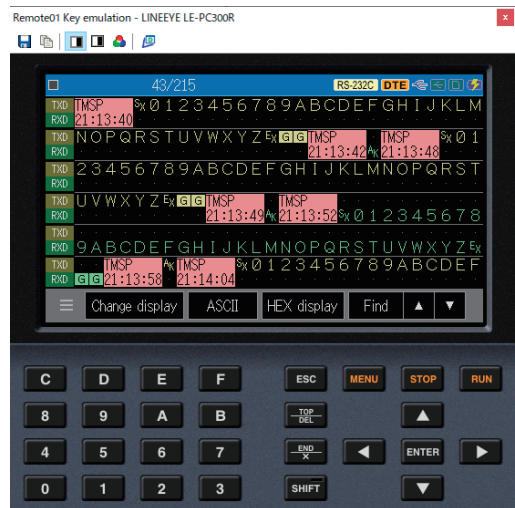 Remote01 Key emulation - LINEEYE LE-PC300R x
43/215 RS-232C DTE
TXD TMSP Sx 0 1 2 3 4 5 6 7 8 9 A B C D E F G H I J K L M
RXD 21:13:40
TXD N O P Q R S T U V W X Y Z Ex G G TMSP TMSP Sx 0 1
RXD 21:13:42 Ak 21:13:48
TXD 2 3 4 5 6 7 8 9 A B C D E F G H I J K L M N O P Q R S T
RXD
TXD U V W X Y Z Ex G G TMSP TMSP
RXD 21:13:49 Ak 21:13:52 Sx 0 1 2 3 4 5 6 7 8
TXD
RXD 9 A B C D E F G H I J K L M N O P Q R S T U V W X Y Z Ex
TXD TMSP Ak TMSP Sx 0 1 2 3 4 5 6 7 8 9 A B C D E F
RXD G G 21:13:58 21:14:04
Change display ASCII HEX display Find ▲ ▼
C D E F ESC MENU STOP RUN
8 9 A B TOP DEL ▲
4 5 6 7 END X ◀ ENTER ▶
0 1 2 3 SHIFT ▼